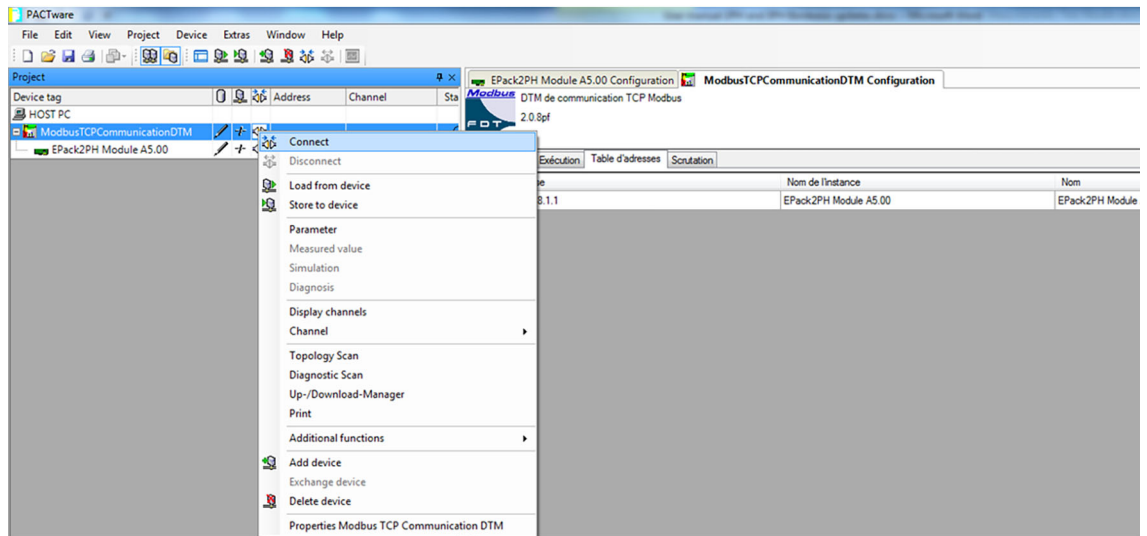 PACTware
File Edit View Project Device Extras Window Help
Project
Device tag Address Channel Sta
HOST PC
ModbusTCPCommunicationDTM
EPack2PH Module A5.00
EPack2PH Module A5.00 Configuration ModbusTCPCommunicationDTM Configuration
Modbus
FDT
DTM de communication TCP Modbus
2.0.8pf
Exécution Table d'adresses Scrutation
se Nom de l'instance Nom
8.1.1 EPack2PH Module A5.00 EPack2PH Module
Connect
Disconnect
Load from device
Store to device
Parameter
Measured value
Simulation
Diagnosis
Display channels
Channel
Topology Scan
Diagnostic Scan
Up-/Download-Manager
Print
Additional functions
Add device
Exchange device
Delete device
Properties Modbus TCP Communication DTM